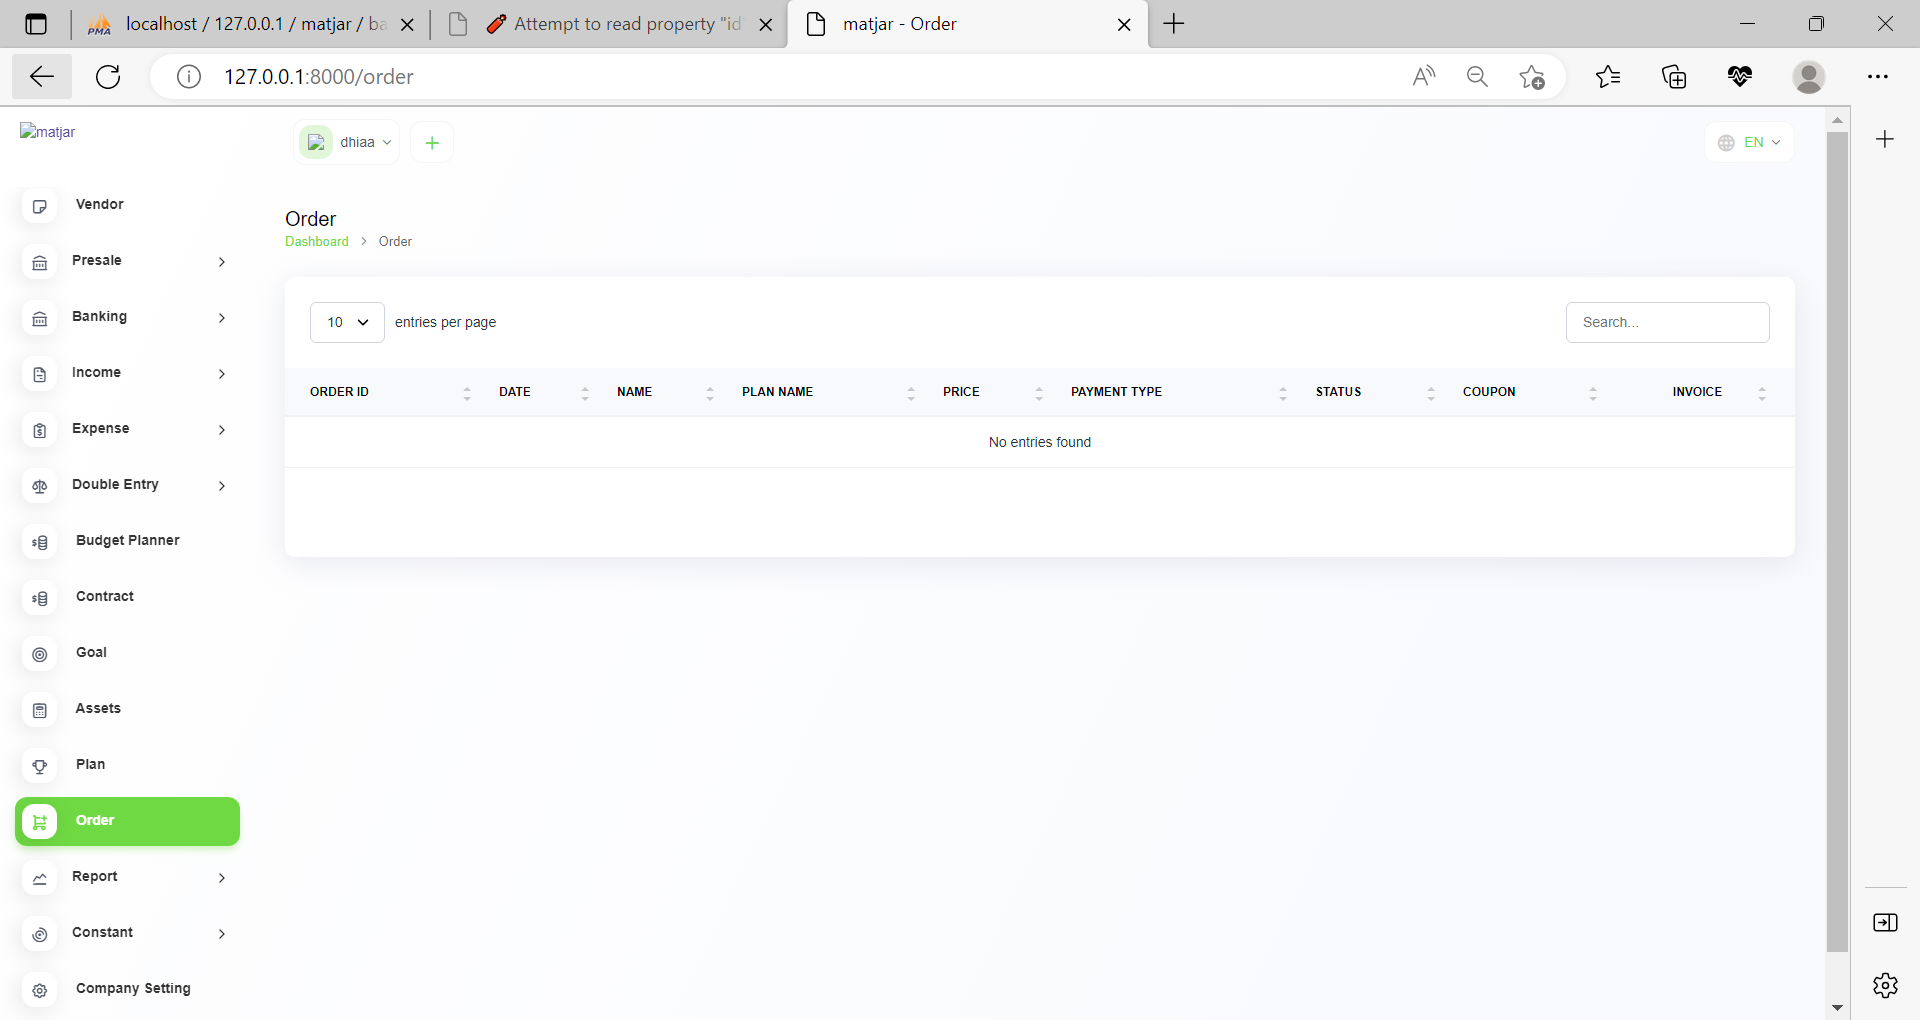 localhost / 127.0.0.1 / matjar / ba
Attempt to read property "id"
matjar - Order
127.0.0.1:8000/order
matjar
dhiaa
EN
Vendor
Presale
Banking
Income
Expense
Double Entry
Budget Planner
Contract
Goal
Assets
Plan
Order
Report
Constant
Company Setting
Order
Dashboard > Order
10 entries per page
Search...
ORDER ID DATE NAME PLAN NAME PRICE PAYMENT TYPE STATUS COUPON INVOICE
No entries found